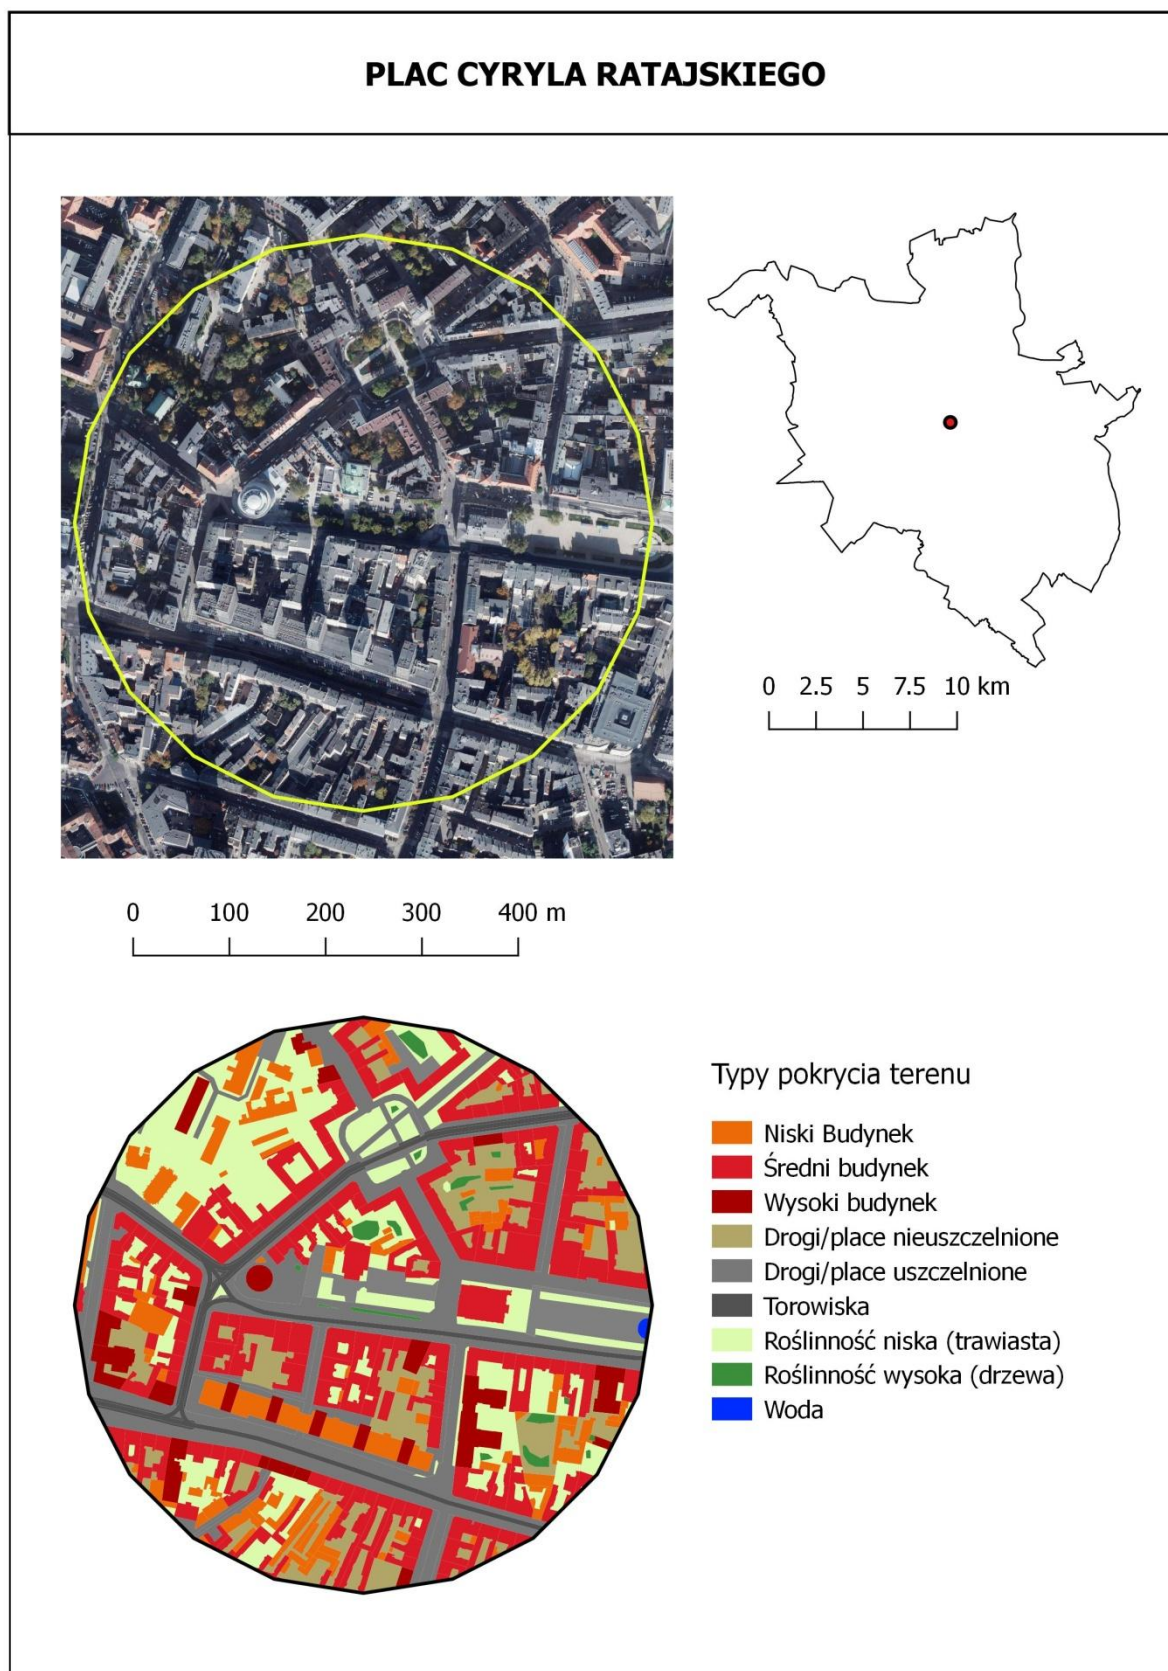 PLAC CYRYLA RATAJSKIEGO
0 2.5 5 7.5 10 km
0 100 200 300 400 m
Typy pokrycia terenu
Niski Budynek
Średni budynek
Wysoki budynek
Drogi/place nieuszczelnione
Drogi/place uszczelnione
Torowiska
Roślinność niska (trawiasta)
Roślinność wysoka (drzewa)
Woda